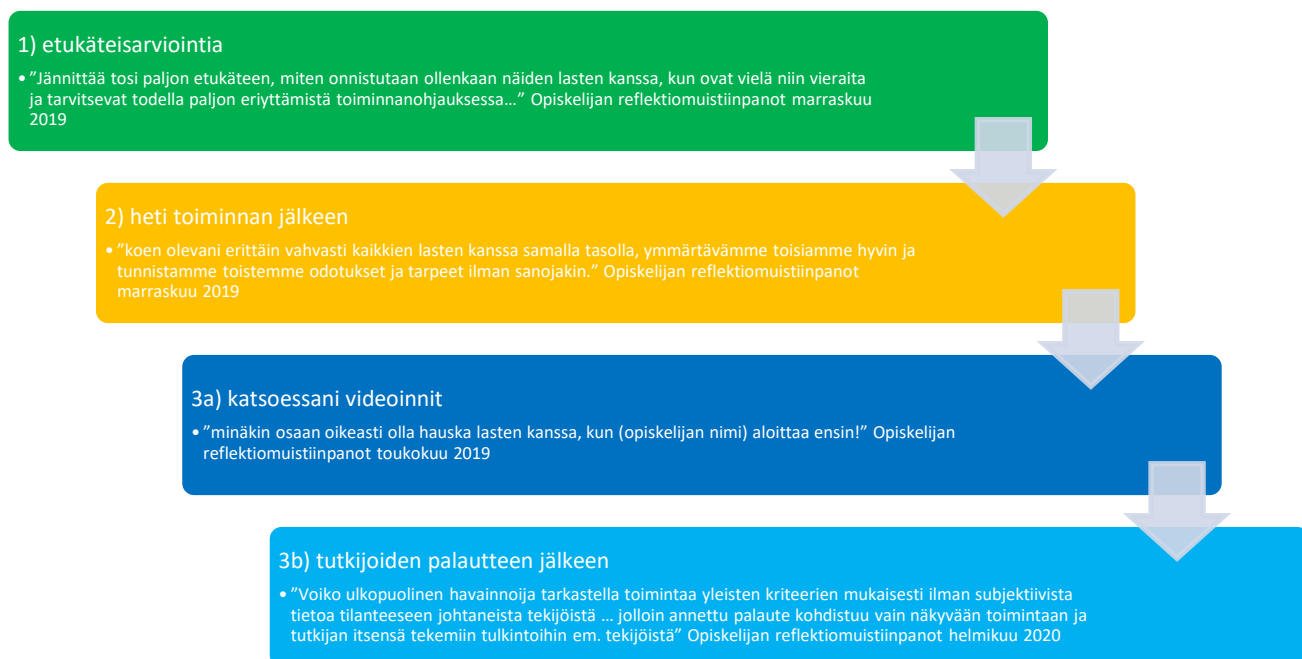 1) etukäteisarviointia
• ”Jännittää tosi paljon etukäteen, miten onnistutaan ollenkaan näiden lasten kanssa, kun ovat vielä niin vieraita
ja tarvitsevat todella paljon eriyttämistä toiminnanohjauksessa…” Opiskelijan reflektiomuistiinpanot marraskuu
2019
2) heti toiminnan jälkeen
• ”koen olevani erittäin vahvasti kaikkien lasten kanssa samalla tasolla, ymmärtävämme toisiamme hyvin ja
tunnistamme toistemme odotukset ja tarpeet ilman sanojakin.” Opiskelijan reflektiomuistiinpanot
marraskuu 2019
3a) katsoessani videoinnit
• ”minäkin osaan oikeasti olla hauska lasten kanssa, kun (opiskelijan nimi) aloittaa ensin!” Opiskelijan
reflektiomuistiinpanot toukokuu 2019
3b) tutkijoiden palautteen jälkeen
• ”Voiko ulkopuolinen havainnoija tarkastella toimintaa yleisten kriteerien mukaisesti ilman subjektiivista
tietoa tilanteeseen johtaneista tekijöistä … jolloin annettu palaute kohdistuu vain näkyvään toimintaan ja
tutkijan itsensä tekemiin tulkintoihin em. tekijöistä” Opiskelijan reflektiomuistiinpanot helmikuu 2020